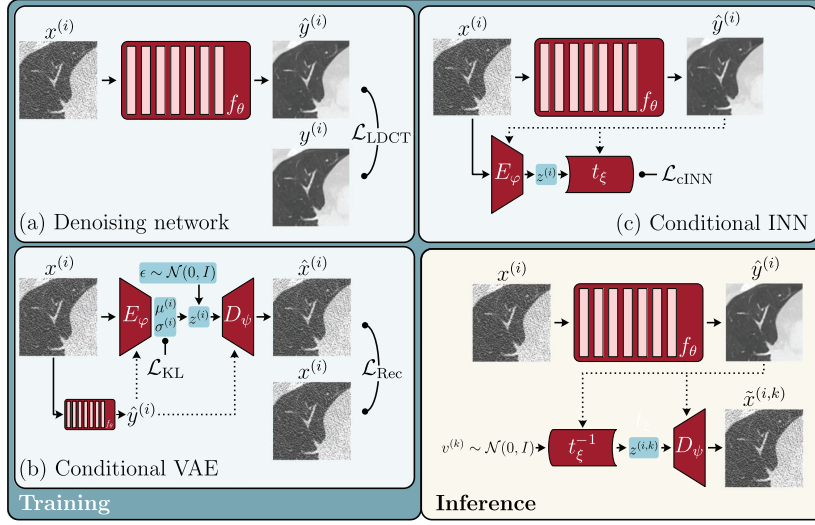 x^{(i)}
ŷ^{(i)}
f_θ
y^{(i)}
ℒ_LDCT
(a) Denoising network
x^{(i)}
ŷ^{(i)}
f_θ
E_φ
z^{(i)}
t_ξ
ℒ_cINN
(c) Conditional INN
x^{(i)}
ϵ ∼ 𝒩(0, I)
x̂^{(i)}
E_φ
μ^{(i)}
σ^{(i)}
z^{(i)}
D_ψ
ℒ_KL
x^{(i)}
ℒ_Rec
f_θ
ŷ^{(i)}
(b) Conditional VAE
Training
x^{(i)}
ŷ^{(i)}
f_θ
x̃^{(i,k)}
v^{(k)} ∼ 𝒩(0, I)
t_ξ^{-1}
z^{(i,k)}
D_ψ
Inference